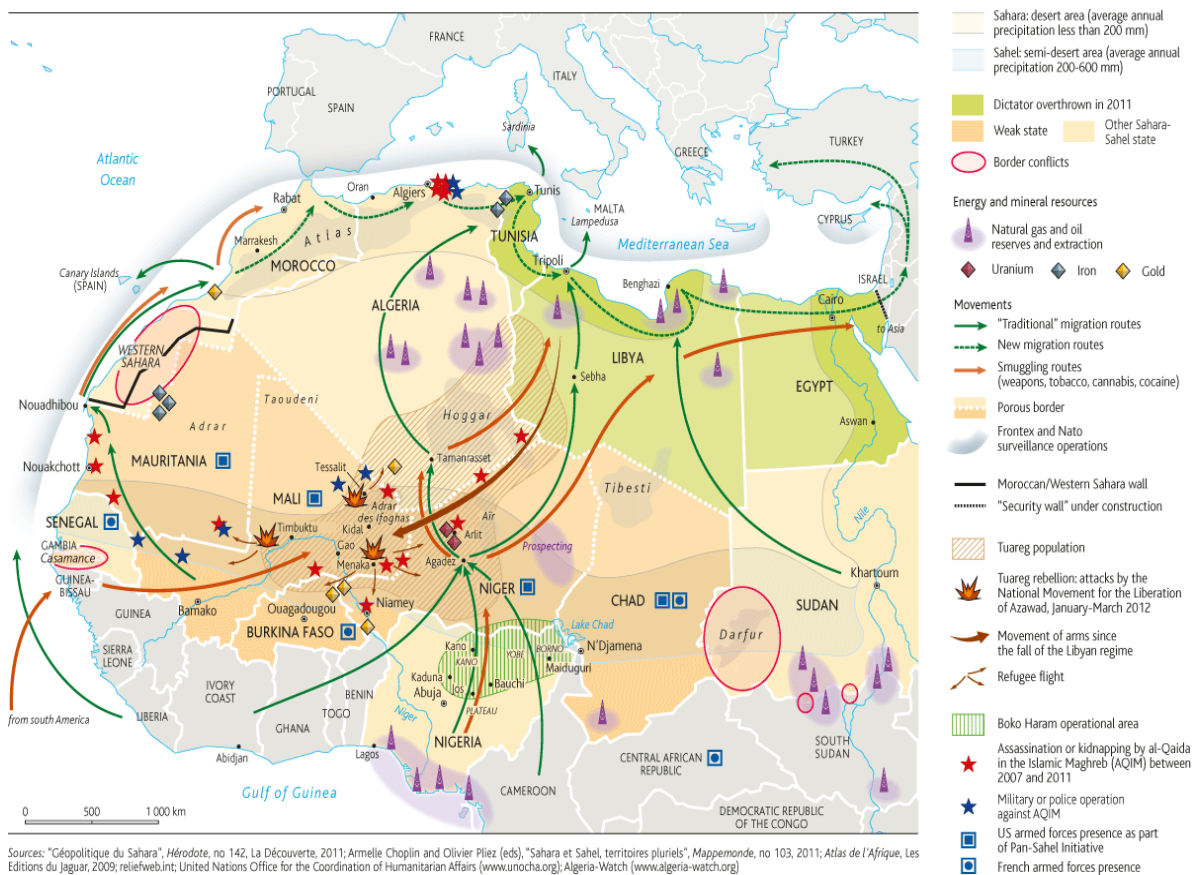 FRANCE
ITALY
PORTUGAL
SPAIN
Sardinia
GREECE
TURKEY
Atlantic
Ocean
Rabat
Oran
Algiers
Tunis
MALTA
Lampedusa
CYPRUS
Marrakesh
Atlas
TUNISIA
Mediterranean Sea
MOROCCO
Tripoli
Canary Islands
(SPAIN)
Benghazi
ISRAEL
Cairo
ALGERIA
to Asia
WESTERN
SAHARA
LIBYA
EGYPT
Sebha
Nouadhibou
Taoudeni
Hoggar
Adrar
Aswan
Nouakchott
MAURITANIA
Tessalit
Tamanrasset
MALI
Adrar
des Ifoghas
Tibesti
Nile
SENEGAL
Timbuktu
Kidal
Aïr
Arlit
GAMBIA
Casamance
Gao
Menaka
Agadez
Prospecting
Khartoum
GUINEA-
BISSAU
NIGER
CHAD
SUDAN
GUINEA
Bamako
Ouagadougou
Niamey
BURKINA FASO
Lake Chad
Darfur
SIERRA
LEONE
Kano
KANO
YOBE
BORNO
N'Djamena
Maiduguri
IVORY
COAST
Kaduna
Abuja
Jos
Bauchi
PLATEAU
BENIN
TOGO
from south America
LIBERIA
GHANA
Niger
NIGERIA
SOUTH
SUDAN
Abidjan
Lagos
CENTRAL AFRICAN
REPUBLIC
Gulf of Guinea
CAMEROON
DEMOCRATIC REPUBLIC
OF THE CONGO
0 500 1000 km
Sahara: desert area (average annual
precipitation less than 200 mm)
Sahel: semi-desert area (average annual
precipitation 200-600 mm)
Dictator overthrown in 2011
Weak state
Other Sahara-
Sahel state
Border conflicts
Energy and mineral resources
Natural gas and oil
reserves and extraction
Uranium
Iron
Gold
Movements
"Traditional" migration routes
New migration routes
Smuggling routes
(weapons, tobacco, cannabis, cocaine)
Porous border
Frontex and Nato
surveillance operations
Moroccan/Western Sahara wall
"Security wall" under construction
Tuareg population
Tuareg rebellion: attacks by the
National Movement for the Liberation
of Azawad, January-March 2012
Movement of arms since
the fall of the Libyan regime
Refugee flight
Boko Haram operational area
Assassination or kidnapping by al-Qaida
in the Islamic Maghreb (AQIM) between
2007 and 2011
Military or police operation
against AQIM
US armed forces presence as part
of Pan-Sahel Initiative
French armed forces presence
Sources: "Géopolitique du Sahara", Hérodote, no 142, La Découverte, 2011; Armelle Choplin and Olivier Pliez (eds), "Sahara et Sahel, territoires pluriels", Mappemonde, no 103, 2011; Atlas de l'Afrique, Les
Editions du Jaguar, 2009; reliefweb.int; United Nations Office for the Coordination of Humanitarian Affairs (www.unocha.org); Algeria-Watch (www.algeria-watch.org)